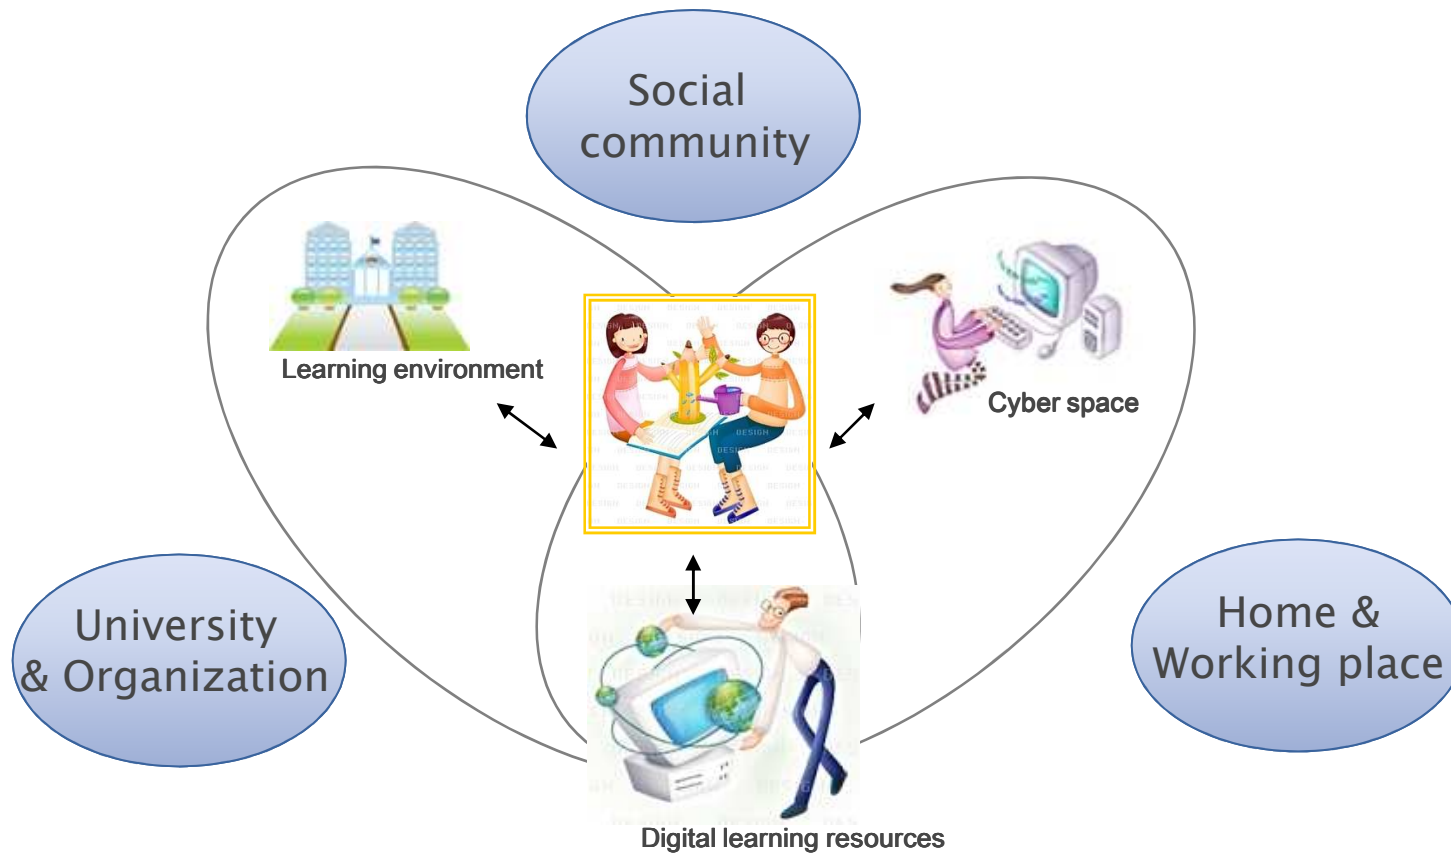 Social
community
Learning environment
Cyber space
University
& Organization
Home &
Working place
Digital learning resources